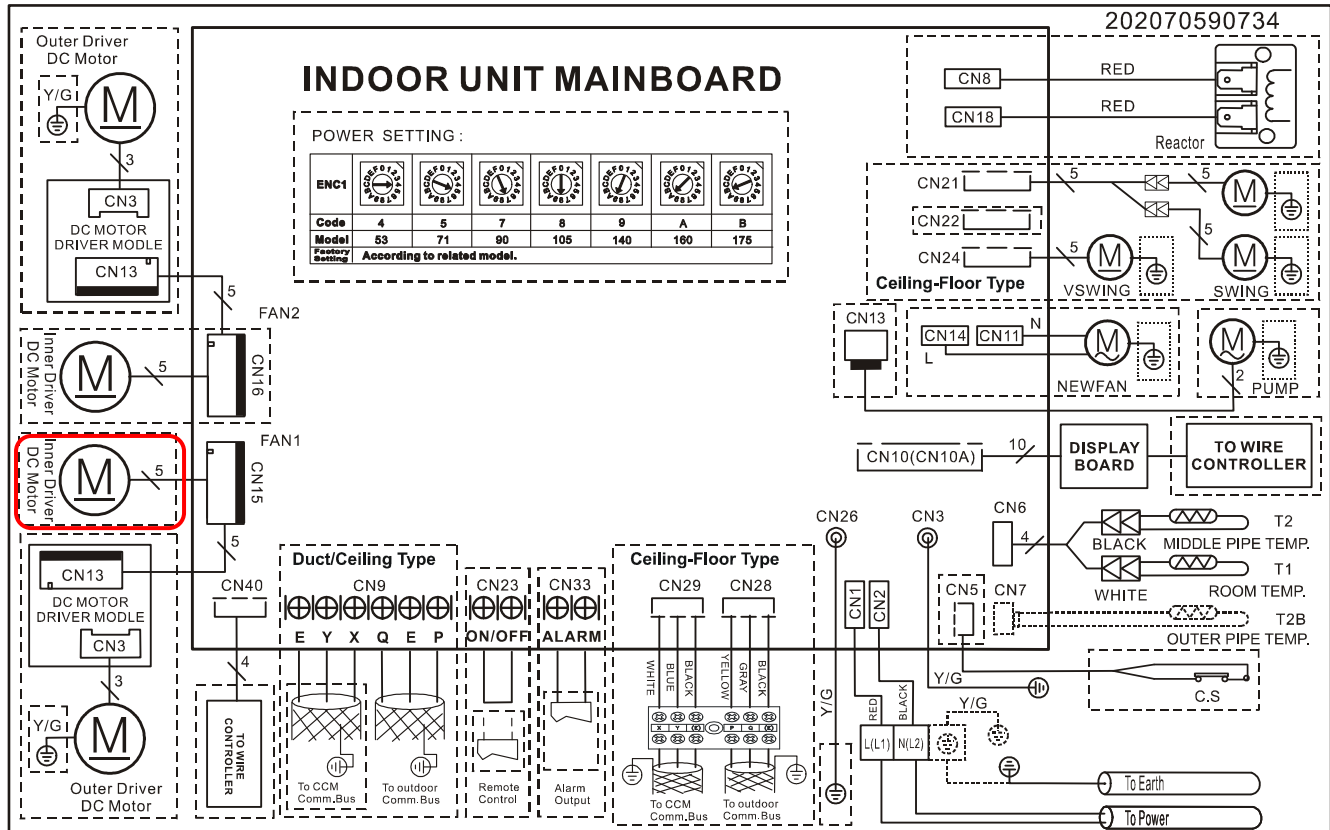 202070590734
Outer Driver
DC Motor
Y/G
M
3
CN3
DC MOTOR
DRIVER MODLE
CN13
5
FAN2
Inner Driver
DC Motor
M
5
CN16
FAN1
Inner Driver
DC Motor
M
5
CN15
5
CN13
DC MOTOR
DRIVER MODLE
CN3
3
Y/G
M
Outer Driver
DC Motor
INDOOR UNIT MAINBOARD
POWER SETTING :
ENC1
Code 4 5 7 8 9 A B
Model 53 71 90 105 140 160 175
Factory Setting According to related model.
CN8 RED
CN18 RED
Reactor
CN21 5 5 M
CN22
5
CN24 5 M M
Ceiling-Floor Type VSWING SWING
CN13
CN14 CN11 N
L
M
NEWFAN
M
2
PUMP
CN10(CN10A) 10
DISPLAY
BOARD
TO WIRE
CONTROLLER
CN6
4
BLACK
T2
MIDDLE PIPE TEMP.
WHITE
T1
ROOM TEMP.
CN5 CN7
T2B
OUTER PIPE TEMP.
C.S
CN26 CN3
Y/G
Y/G
CN1 CN2
RED BLACK
Y/G
L(L1) N(L2)
To Earth
To Power
CN40
4
TO WIRE
CONTROLLER
Duct/Ceiling Type
CN9
E Y X Q E P
To CCM
Comm.Bus
To outdoor
Comm.Bus
CN23
ON/OFF
Remote
Control
CN33
ALARM
Alarm
Output
Ceiling-Floor Type
CN29 CN28
WHITE BLUE BLACK YELLOW GRAY BLACK
X Y E P Q E
To CCM
Comm.Bus
To outdoor
Comm.Bus